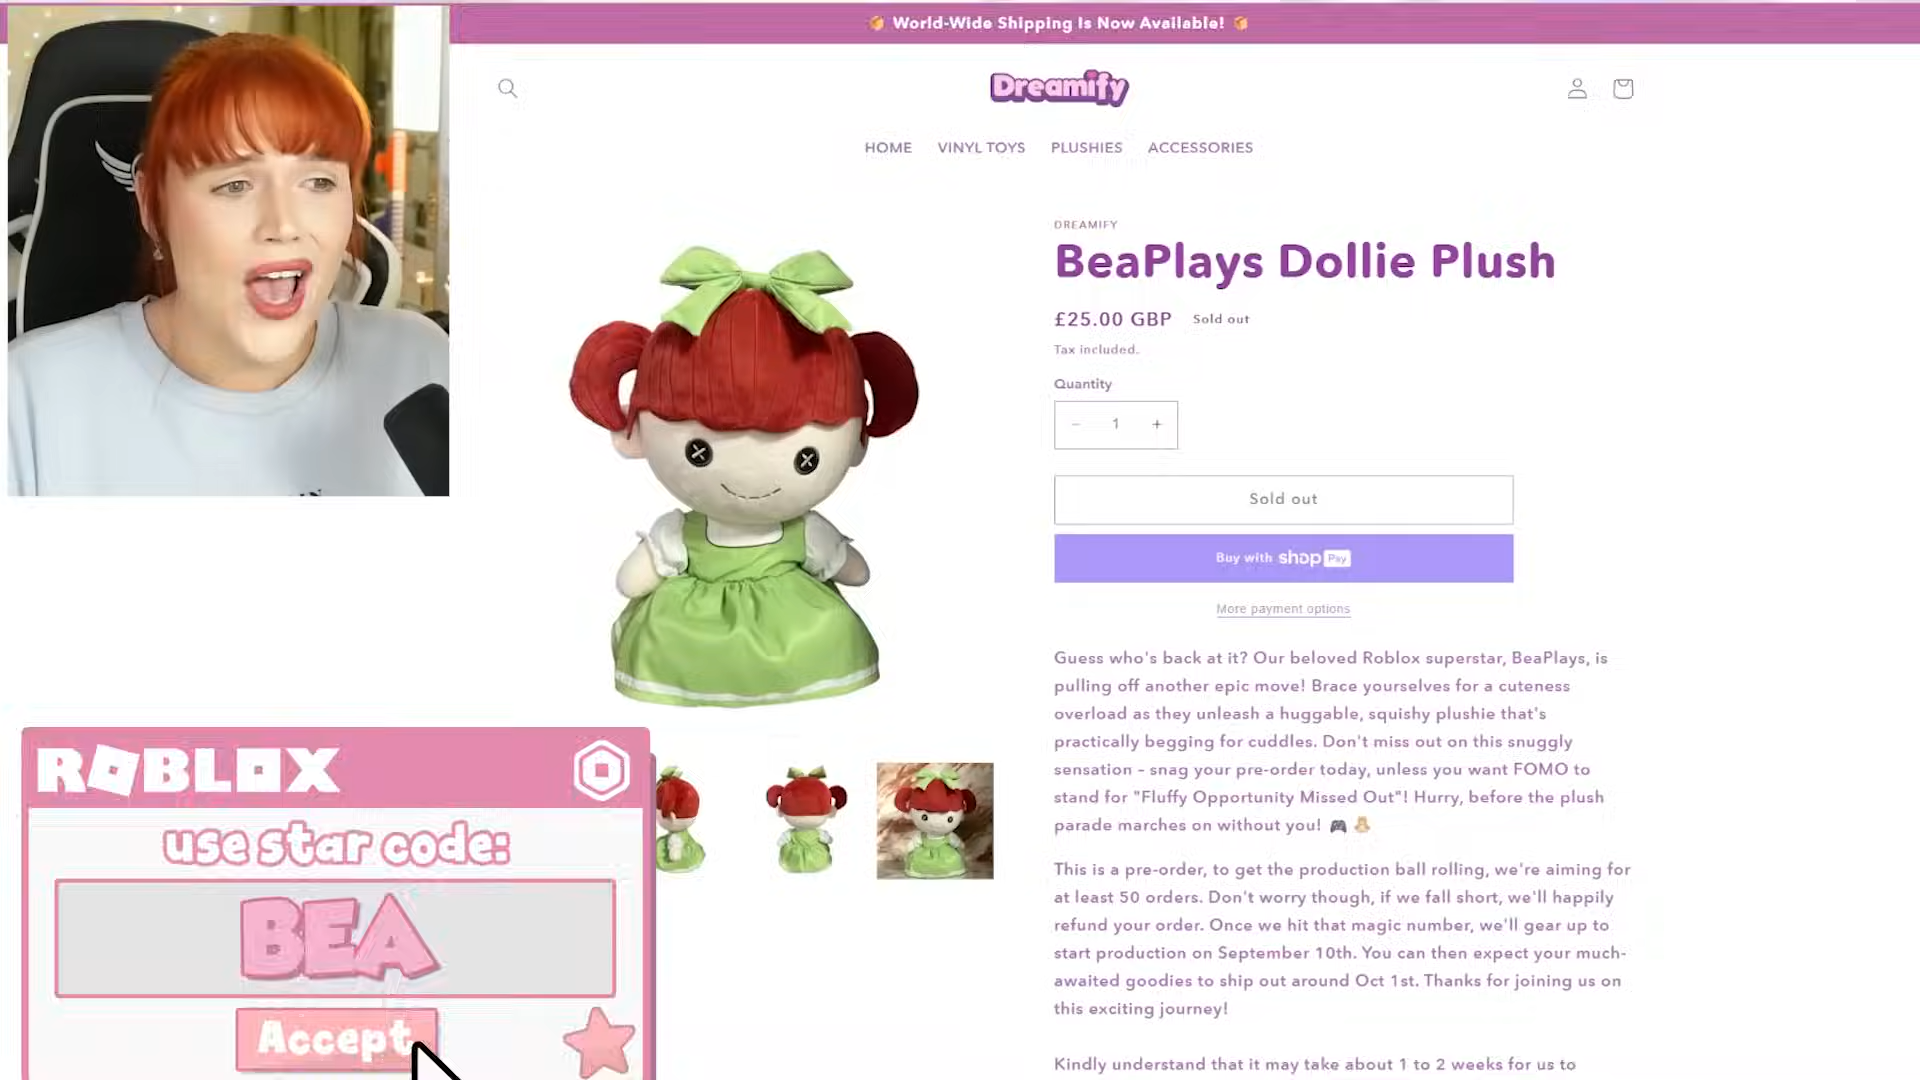 World-Wide Shipping Is Now Available!
Dreamify
HOME VINYL TOYS PLUSHIES ACCESSORIES
DREAMIFY
BeaPlays Dollie Plush
£25.00 GBP Sold out
Tax included.
Quantity
− 1 +
Sold out
Buy with shop Pay
More payment options
Guess who's back at it? Our beloved Roblox superstar, BeaPlays, is
pulling off another epic move! Brace yourselves for a cuteness
overload as they unleash a huggable, squishy plushie that's
practically begging for cuddles. Don't miss out on this snuggly
sensation – snag your pre-order today, unless you want FOMO to
stand for "Fluffy Opportunity Missed Out"! Hurry, before the plush
parade marches on without you! 🎮 🧸
This is a pre-order, to get the production ball rolling, we're aiming for
at least 50 orders. Don't worry though, if we fall short, we'll happily
refund your order. Once we hit that magic number, we'll gear up to
start production on September 10th. You can then expect your much-
awaited goodies to ship out around Oct 1st. Thanks for joining us on
this exciting journey!
Kindly understand that it may take about 1 to 2 weeks for us to
ROBLOX
use star code:
BEA
Accept